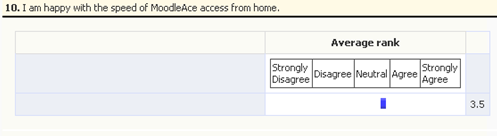 10. I am happy with the speed of MoodleAce access from home.
Average rank
Strongly Disagree Disagree Neutral Agree Strongly Agree
3.5